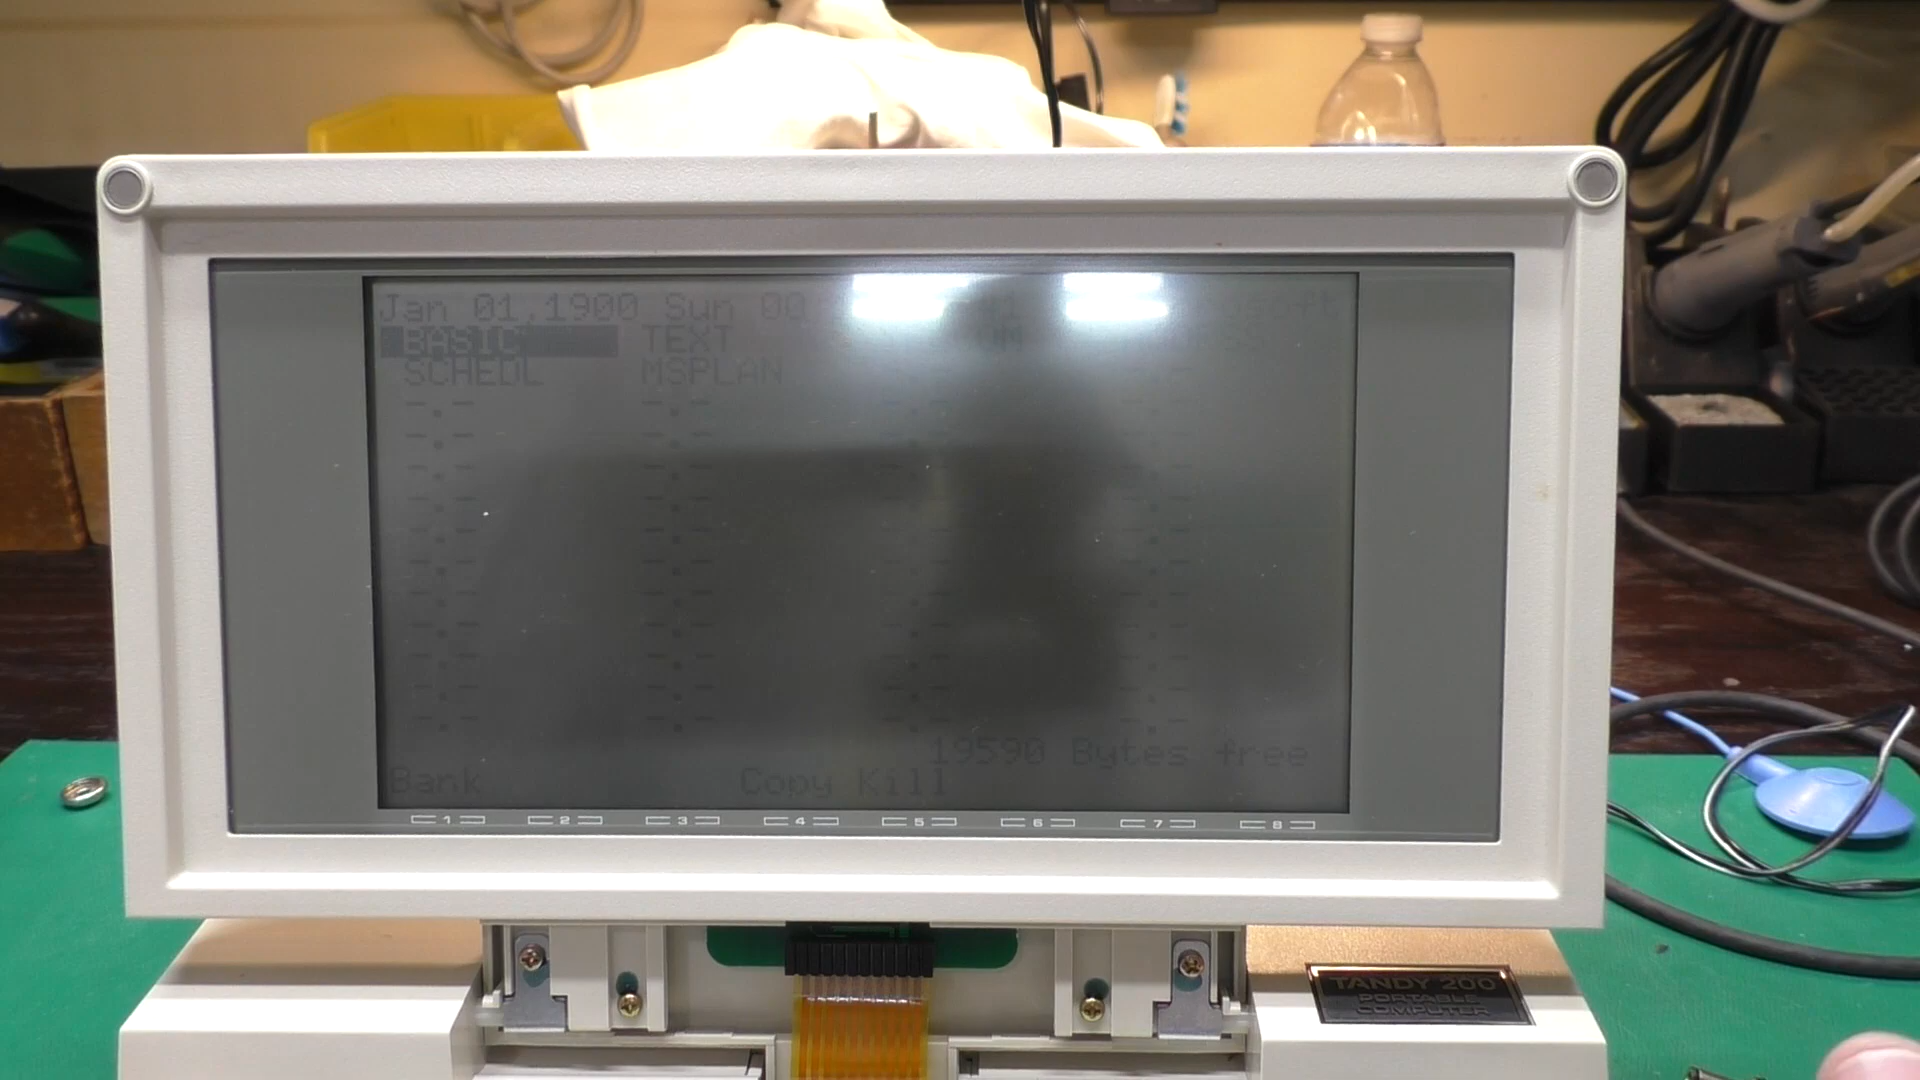 Jan 01,1900 Sun 00
BASIC TEXT
SCHEDL MSPLAN
19590 Bytes free
Bank Copy Kill
1 2 3 4 5 6 7 8
TANDY 200
PORTABLE
COMPUTER